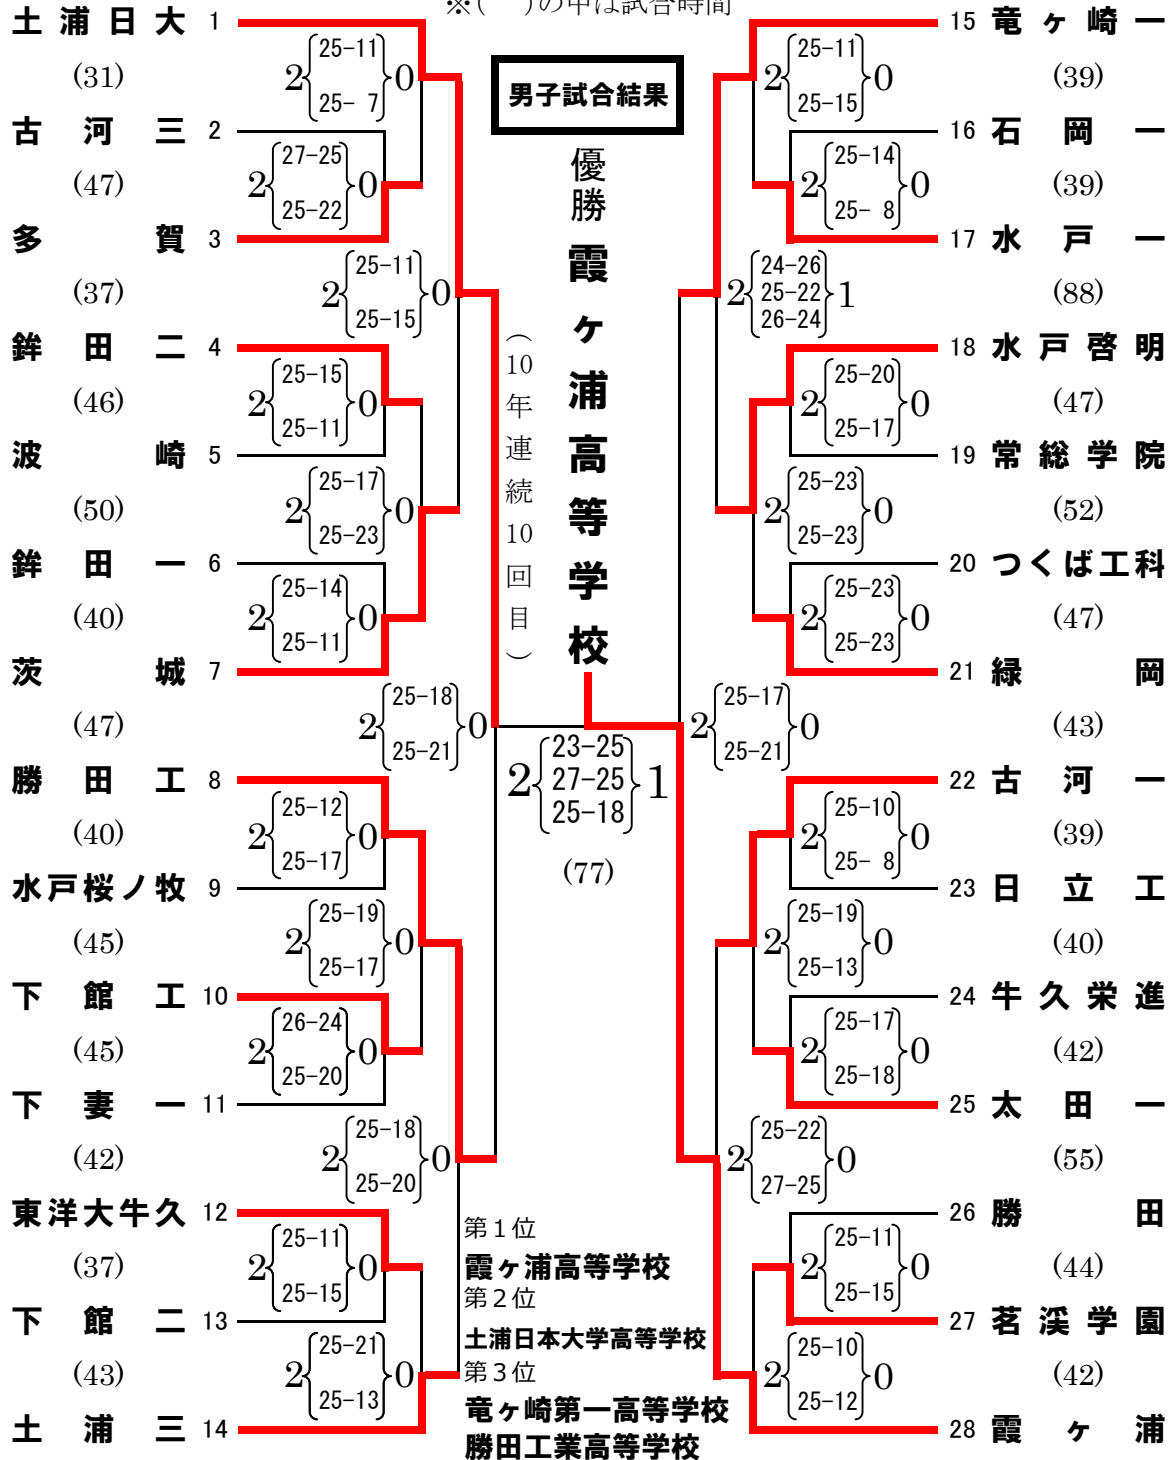 ※(　)の中は試合時間
男子試合結果
優勝
霞ヶ浦高等学校
（10年連続10回目）
土浦日大 1
(31)
2 25-11 0
25- 7
古河三 2
(47)
2 27-25 0
25-22
多賀 3
(37)
2 25-11 0
25-15
鉾田二 4
(46)
2 25-15 0
25-11
波崎 5
(50)
2 25-17 0
25-23
鉾田一 6
(40)
2 25-14 0
25-11
茨城 7
(47)
2 25-18 0
25-21
勝田工 8
(40)
2 25-12 0
25-17
水戸桜ノ牧 9
(45)
2 25-19 0
25-17
下館工 10
(45)
2 26-24 0
25-20
下妻一 11
(42)
2 25-18 0
25-20
東洋大牛久 12
(37)
2 25-11 0
25-15
下館二 13
(43)
2 25-21 0
25-13
土浦三 14
2 23-25 1
27-25
25-18
(77)
15 竜ヶ崎一
2 25-11 0
25-15
(39)
16 石岡一
2 25-14 0
25- 8
(39)
17 水戸一
2 24-26 1
25-22
26-24
(88)
18 水戸啓明
2 25-20 0
25-17
(47)
19 常総学院
2 25-23 0
25-23
(52)
20 つくば工科
2 25-23 0
25-23
(47)
21 緑岡
2 25-17 0
25-21
(43)
22 古河一
2 25-10 0
25- 8
(39)
23 日立工
2 25-19 0
25-13
(40)
24 牛久栄進
2 25-17 0
25-18
(42)
25 太田一
2 25-22 0
27-25
(55)
26 勝田
2 25-11 0
25-15
(44)
27 茗渓学園
2 25-10 0
25-12
(42)
28 霞ヶ浦
第１位
霞ヶ浦高等学校
第２位
土浦日本大学高等学校
第３位
竜ヶ崎第一高等学校
勝田工業高等学校